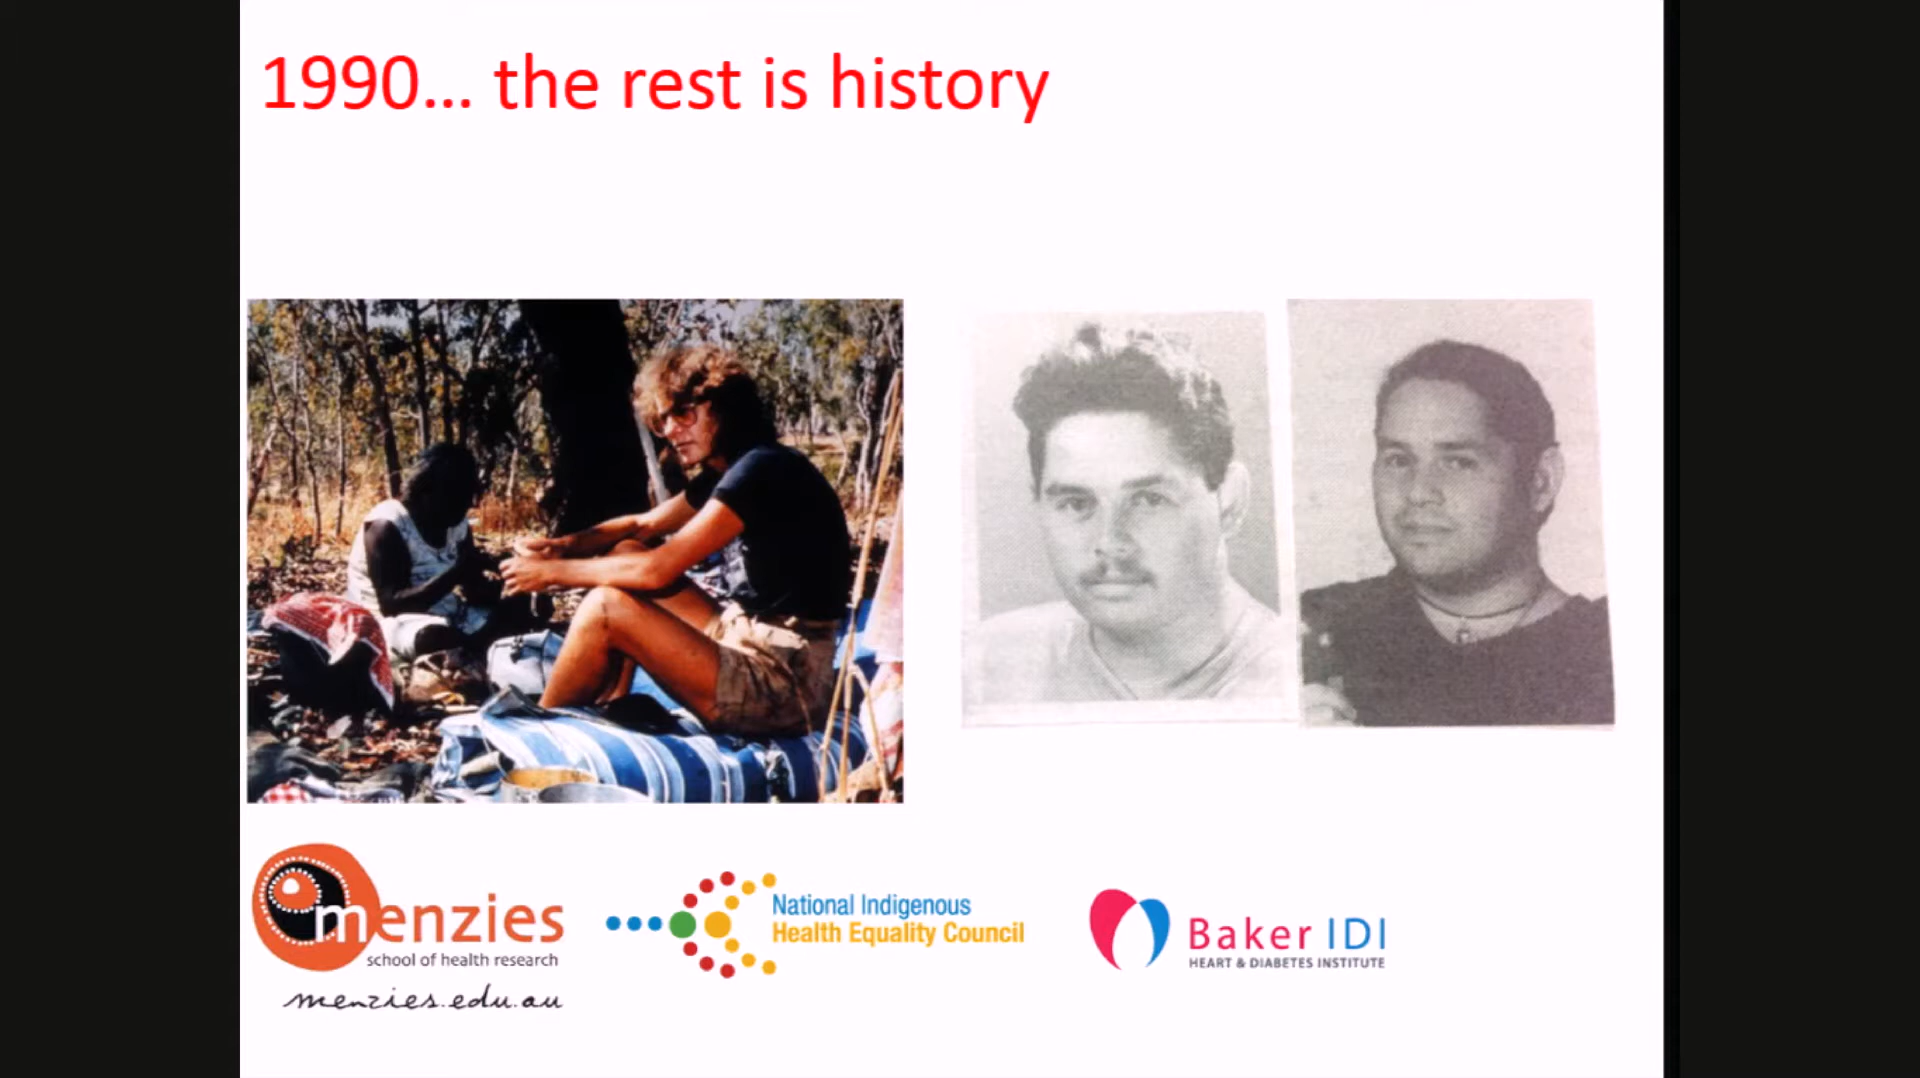 1990... the rest is history
menzies
school of health research
menzies.edu.au
National Indigenous
Health Equality Council
Baker IDI
HEART & DIABETES INSTITUTE